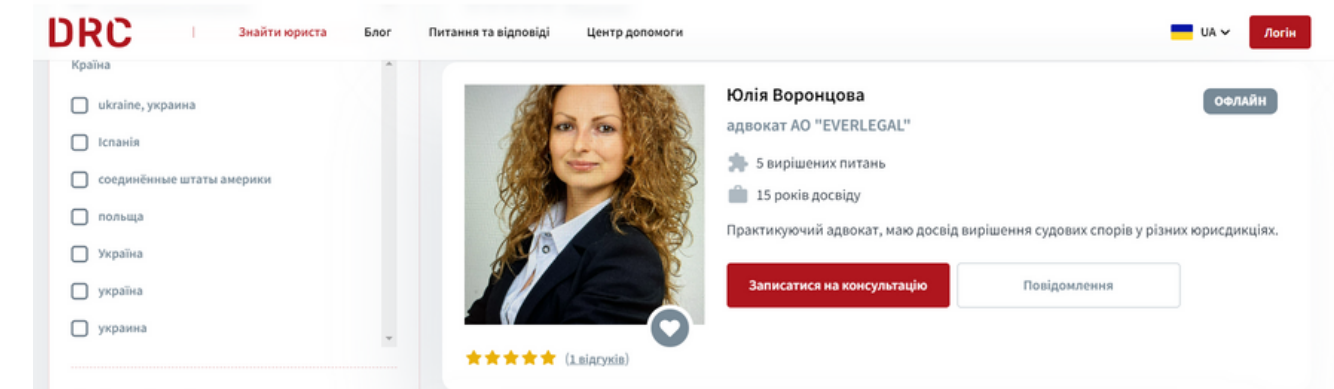 DRC
Знайти юриста
Блог
Питання та відповіді
Центр допомоги
UA
Логін
Країна
ukraine, украина
Іспанія
соединённые штаты америки
польща
Україна
україна
украина
Юлія Воронцова
ОФЛАЙН
адвокат АО "EVERLEGAL"
5 вирішених питань
15 років досвіду
Практикуючий адвокат, маю досвід вирішення судових спорів у різних юрисдикціях.
Записатися на консультацію
Повідомлення
(1 відгуків)